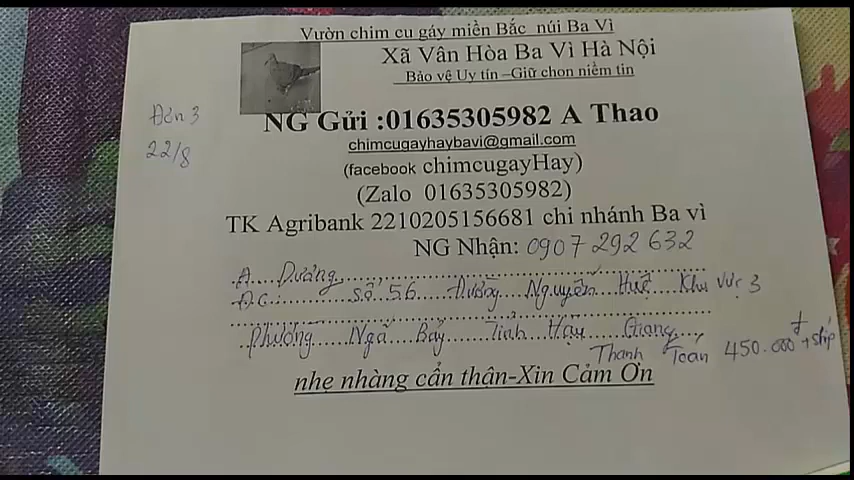 Vườn chim cu gáy miền Bắc núi Ba Vì
Xã Vân Hòa Ba Vì Hà Nội
Bảo vệ Uy tín –Giữ chon niềm tin
Đơn 3
22/8
NG Gửi :01635305982 A Thao
chimcugayhaybavi@gmail.com
(facebook chimcugayHay)
(Zalo 01635305982)
TK Agribank 2210205156681 chi nhánh Ba vì
NG Nhận: 0907 292 632
A. Dương
Đ.C: Số 56 Đường Nguyễn Huệ Khu vực 3
Phường Ngã Bảy Tỉnh Hậu Giang
Thanh Toán 450.000đ + ship
nhẹ nhàng cẩn thận-Xin Cảm Ơn